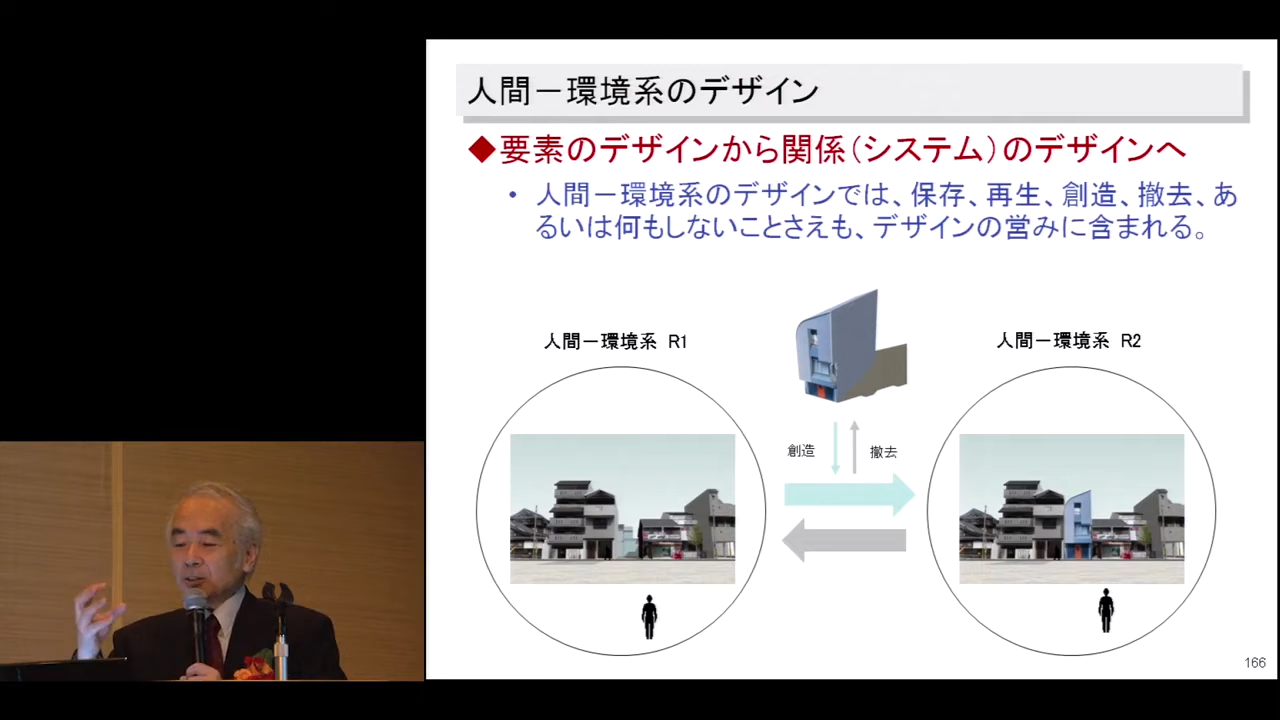 人間－環境系のデザイン
◆要素のデザインから関係（システム）のデザインへ
• 人間－環境系のデザインでは、保存、再生、創造、撤去、あ
るいは何もしないことさえも、デザインの営みに含まれる。
人間－環境系 R1
人間－環境系 R2
創造
撤去
166